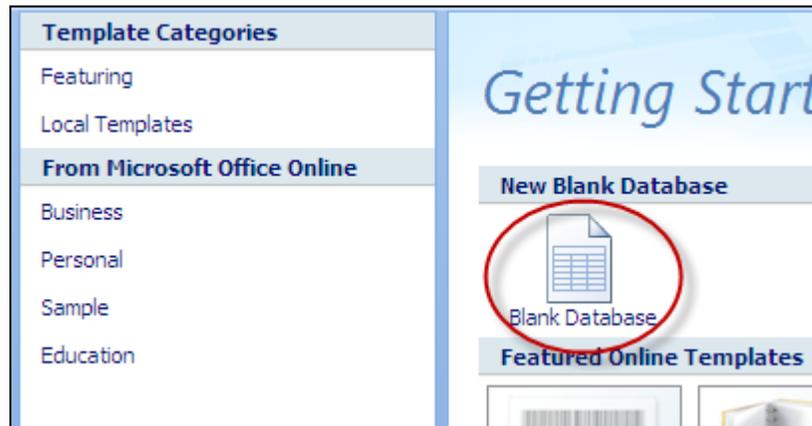 Template Categories
Featuring
Local Templates
From Microsoft Office Online
Business
Personal
Sample
Education
Getting Start
New Blank Database
Blank Database
Featured Online Templates